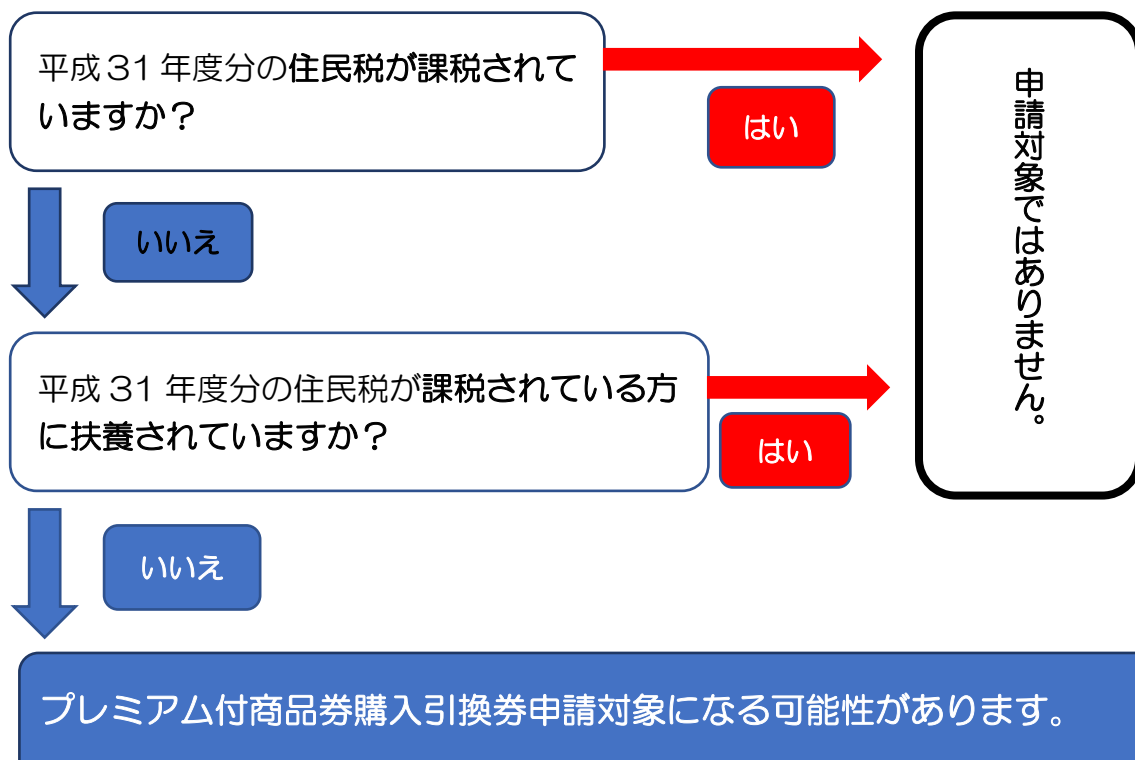 平成31年度分の住民税が課税されて
いますか？
はい
申請対象ではありません。
いいえ
平成31年度分の住民税が課税されている方
に扶養されていますか？
はい
いいえ
プレミアム付商品券購入引換券申請対象になる可能性があります。